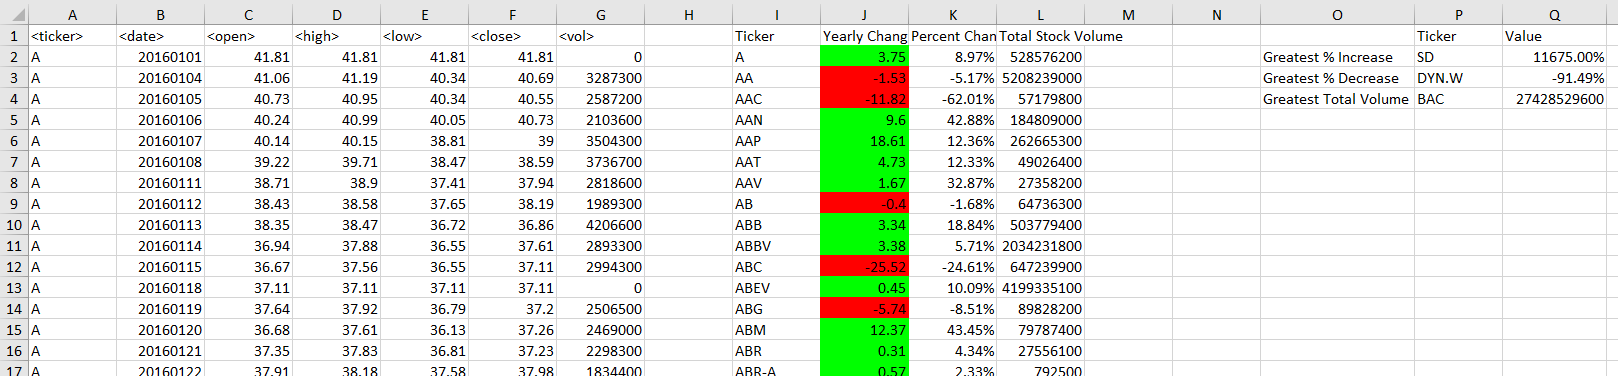 A B C D E F G H I J K L M N O P Q
1 <ticker> <date> <open> <high> <low> <close> <vol> Ticker Yearly Chang Percent Chan Total Stock Volume Ticker Value
2 A 20160101 41.81 41.81 41.81 41.81 0 A 3.75 8.97% 528576200 Greatest % Increase SD 11675.00%
3 A 20160104 41.06 41.19 40.34 40.69 3287300 AA -1.53 -5.17% 5208239000 Greatest % Decrease DYN.W -91.49%
4 A 20160105 40.73 40.95 40.34 40.55 2587200 AAC -11.82 -62.01% 57179800 Greatest Total Volume BAC 27428529600
5 A 20160106 40.24 40.99 40.05 40.73 2103600 AAN 9.6 42.88% 184809000
6 A 20160107 40.14 40.15 38.81 39 3504300 AAP 18.61 12.36% 262665300
7 A 20160108 39.22 39.71 38.47 38.59 3736700 AAT 4.73 12.33% 49026400
8 A 20160111 38.71 38.9 37.41 37.94 2818600 AAV 1.67 32.87% 27358200
9 A 20160112 38.43 38.58 37.65 38.19 1989300 AB -0.4 -1.68% 64736300
10 A 20160113 38.35 38.47 36.72 36.86 4206600 ABB 3.34 18.84% 503779400
11 A 20160114 36.94 37.88 36.55 37.61 2893300 ABBV 3.38 5.71% 2034231800
12 A 20160115 36.67 37.56 36.55 37.11 2994300 ABC -25.52 -24.61% 647239900
13 A 20160118 37.11 37.11 37.11 37.11 0 ABEV 0.45 10.09% 4199335100
14 A 20160119 37.64 37.92 36.79 37.2 2506500 ABG -5.74 -8.51% 89828200
15 A 20160120 36.68 37.61 36.13 37.26 2469000 ABM 12.37 43.45% 79787400
16 A 20160121 37.35 37.83 36.81 37.23 2298300 ABR 0.31 4.34% 27556100
17 A 20160122 37.91 38.18 37.58 37.98 1834400 ABR-A 0.57 2.33% 792500